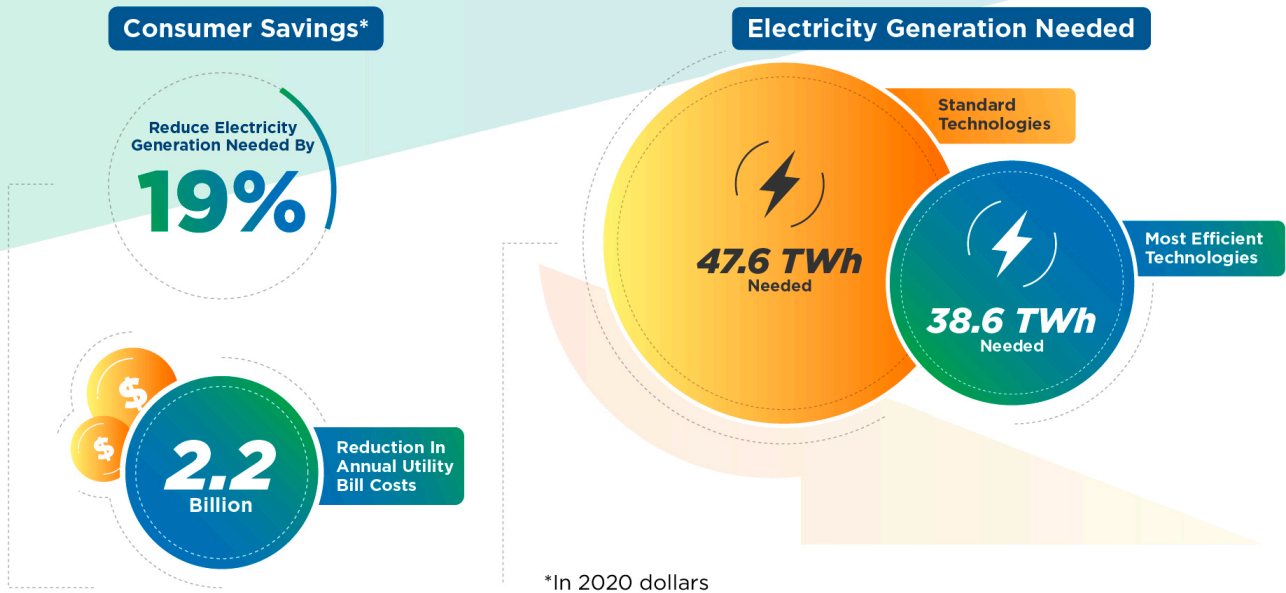 Consumer Savings*
Reduce Electricity
Generation Needed By
19%
$
$
2.2
Billion
Reduction In
Annual Utility
Bill Costs
Electricity Generation Needed
Standard
Technologies
47.6 TWh
Needed
Most Efficient
Technologies
38.6 TWh
Needed
*In 2020 dollars